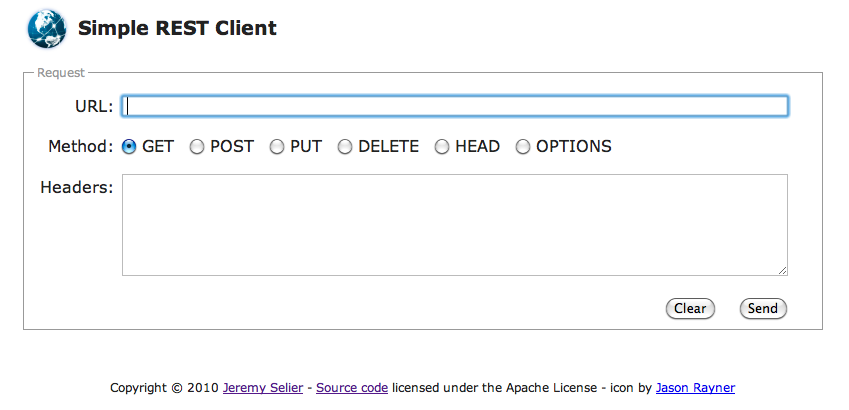 Simple REST Client
Request
URL:
Method: GET POST PUT DELETE HEAD OPTIONS
Headers:
Clear Send
Copyright © 2010 Jeremy Selier - Source code licensed under the Apache License - icon by Jason Rayner